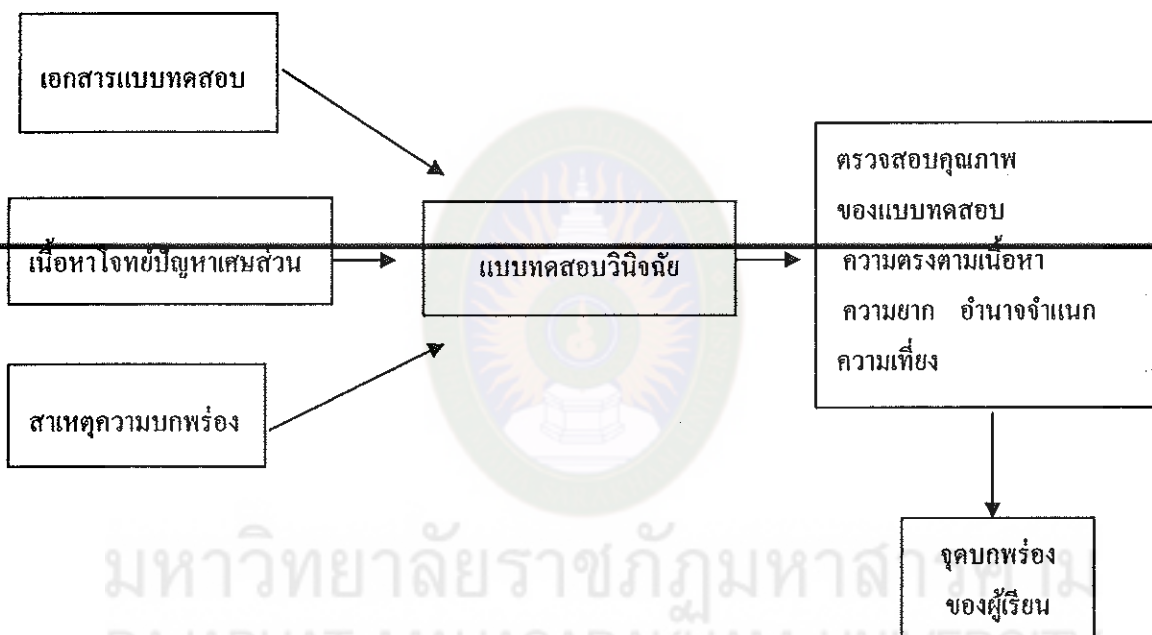 เอกสารแบบทดสอบ
เนื้อหาโจทย์ปัญหาเศษส่วน
สาเหตุความบกพร่อง
แบบทดสอบวินิจฉัย
ตรวจสอบคุณภาพ
ของแบบทดสอบ
ความตรงตามเนื้อหา
ความยาก อำนาจจำแนก
ความเที่ยง
จุดบกพร่อง
ของผู้เรียน
มหาวิทยาลัยราชภัฏมหาสารคาม